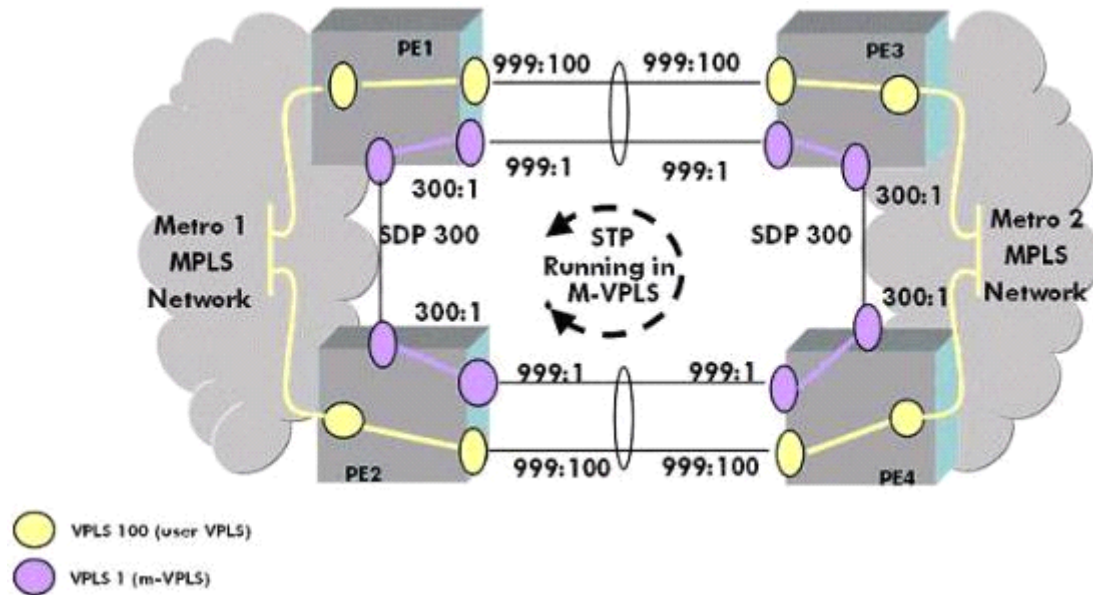 PE1
PE3
999:100
999:100
999:1
999:1
300:1
300:1
Metro 1
MPLS
Network
SDP 300
STP
Running in
M-VPLS
SDP 300
Metro 2
MPLS
Network
300:1
300:1
999:1
999:1
PE2
999:100
999:100
PE4
VPLS 100 (user VPLS)
VPLS 1 (m-VPLS)